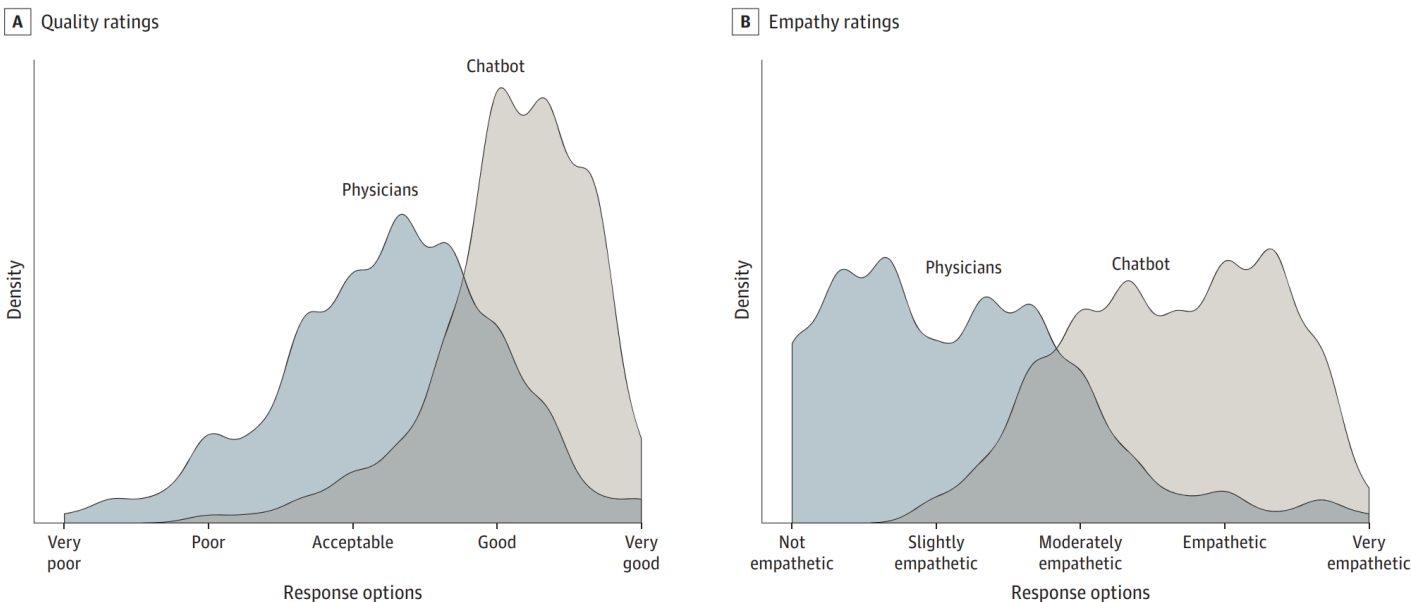 A Quality ratings
Chatbot
Physicians
Density
Very
poor
Poor
Acceptable
Good
Very
good
Response options
B Empathy ratings
Physicians
Chatbot
Density
Not
empathetic
Slightly
empathetic
Moderately
empathetic
Empathetic
Very
empathetic
Response options